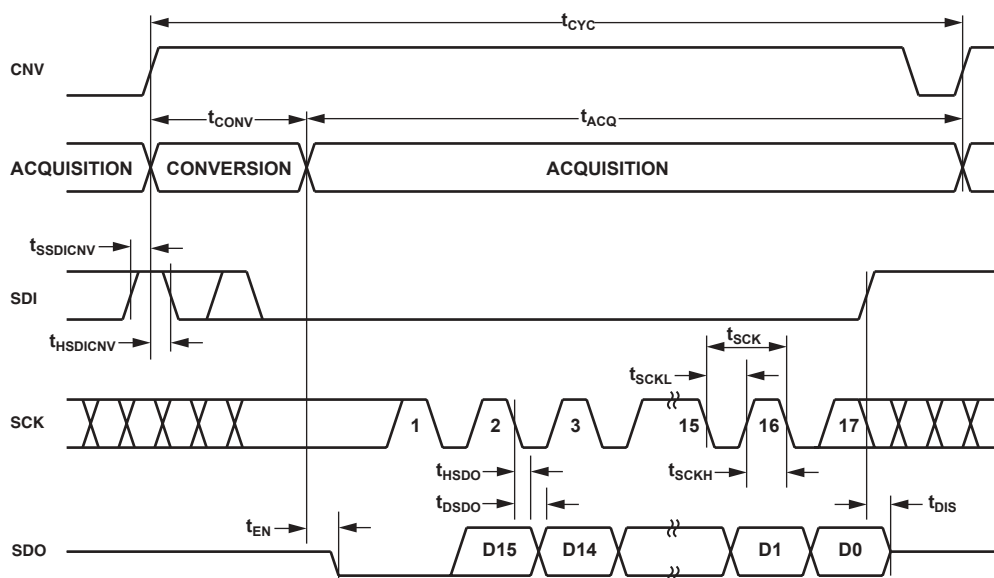 tCYC
CNV
tCONV
tACQ
ACQUISITION
CONVERSION
ACQUISITION
tSSDICNV
SDI
tHSDICNV
tSCK
tSCKL
SCK
1
2
3
15
16
17
tHSDO
tSCKH
tDSDO
tEN
tDIS
SDO
D15
D14
D1
D0